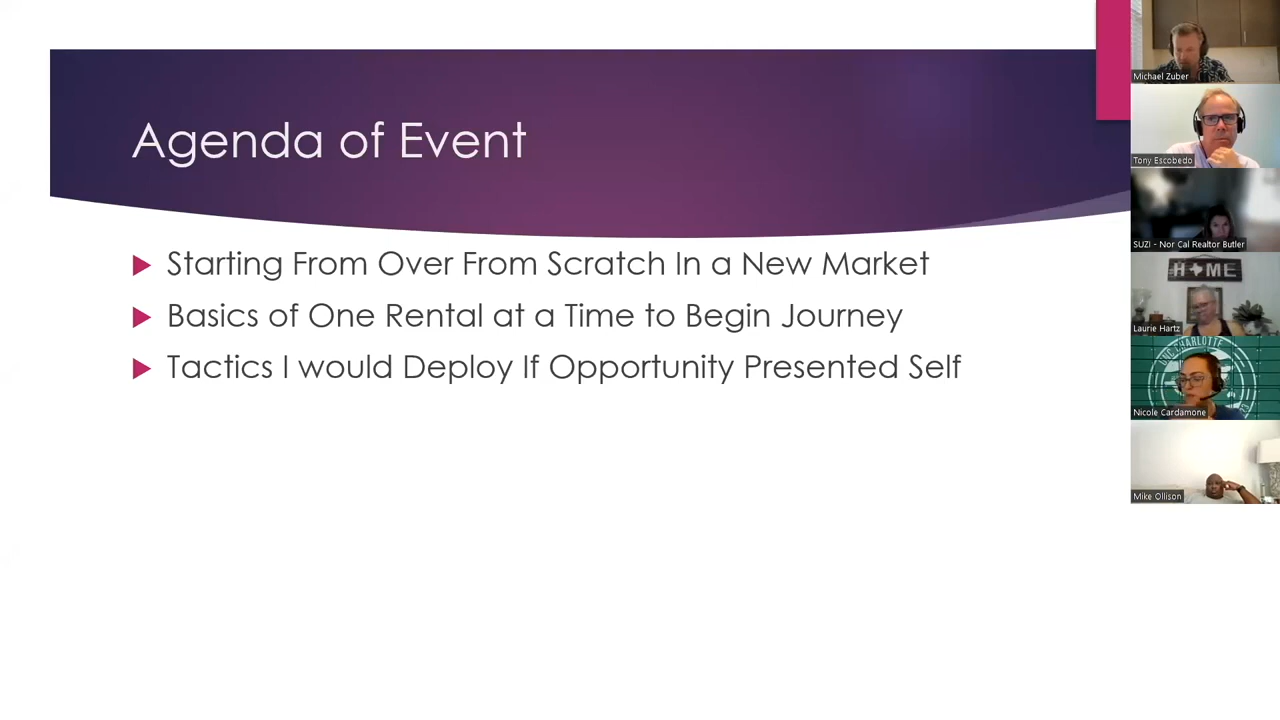 Agenda of Event
Starting From Over From Scratch In a New Market
Basics of One Rental at a Time to Begin Journey
Tactics I would Deploy If Opportunity Presented Self
Michael Zuber
Tony Escobedo
SUZI - Nor Cal Realtor Butler
H ME
Laurie Hartz
CHARLOTTE
Nicole Cardamone
Mike Ollison